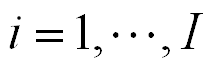 i = 1, ⋯, I